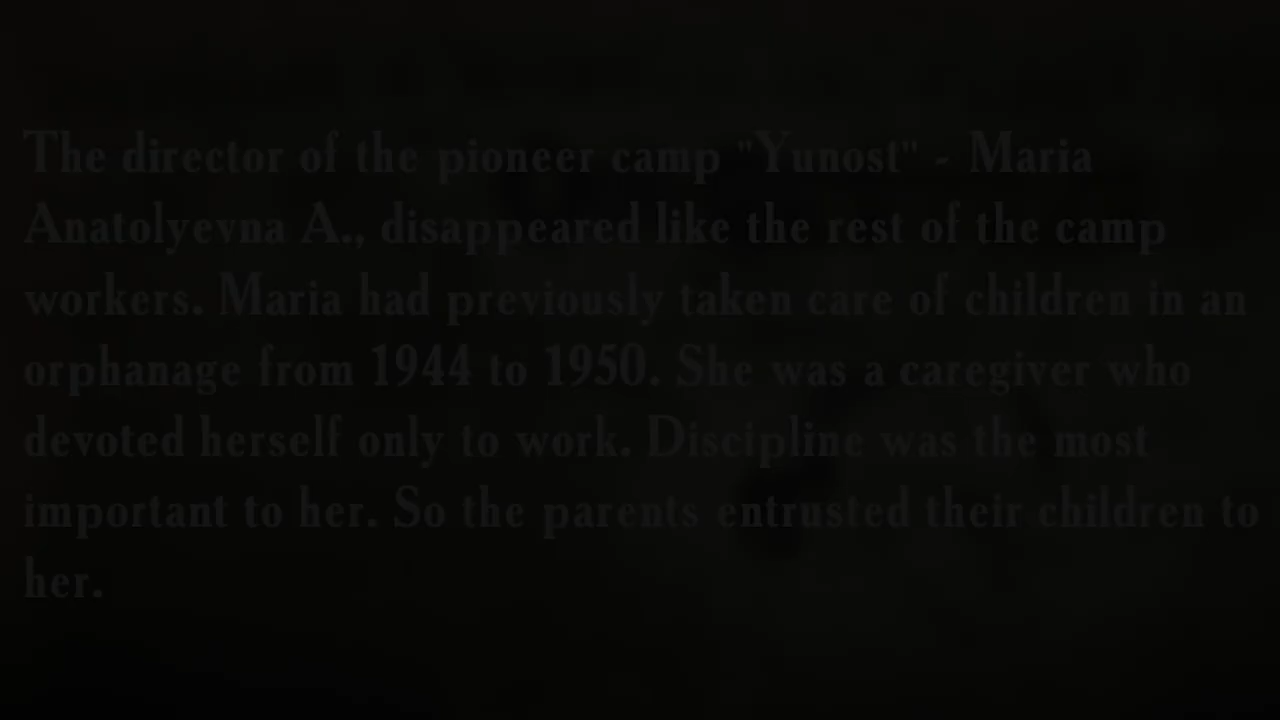 The director of the pioneer camp "Yunost" - Maria
Anatolyevna A., disappeared like the rest of the camp
workers. Maria had previously taken care of children in an
orphanage from 1944 to 1950. She was a caregiver who
devoted herself only to work. Discipline was the most
important to her. So the parents entrusted their children to
her.